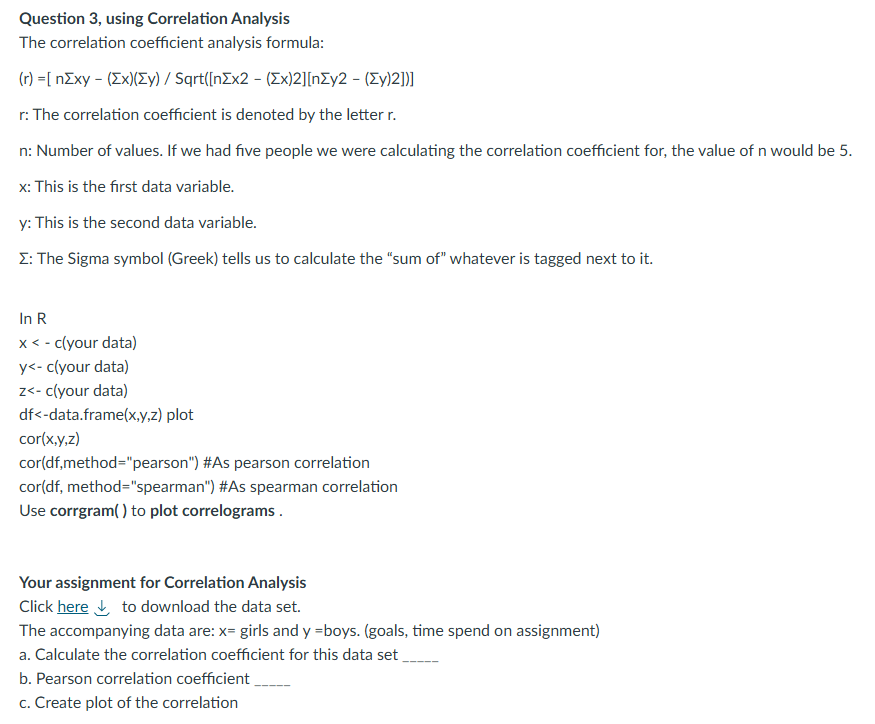 Question 3, using Correlation Analysis
The correlation coefficient analysis formula:
(r) =[ nΣxy – (Σx)(Σy) / Sqrt([nΣx2 – (Σx)2][nΣy2 – (Σy)2])]
r: The correlation coefficient is denoted by the letter r.
n: Number of values. If we had five people we were calculating the correlation coefficient for, the value of n would be 5.
x: This is the first data variable.
y: This is the second data variable.
Σ: The Sigma symbol (Greek) tells us to calculate the “sum of” whatever is tagged next to it.
In R
x < - c(your data)
y<- c(your data)
z<- c(your data)
df<-data.frame(x,y,z) plot
cor(x,y,z)
cor(df,method="pearson") #As pearson correlation
cor(df, method="spearman") #As spearman correlation
Use corrgram( ) to plot correlograms .
Your assignment for Correlation Analysis
Click here to download the data set.
The accompanying data are: x= girls and y =boys. (goals, time spend on assignment)
a. Calculate the correlation coefficient for this data set _____
b. Pearson correlation coefficient _____
c. Create plot of the correlation